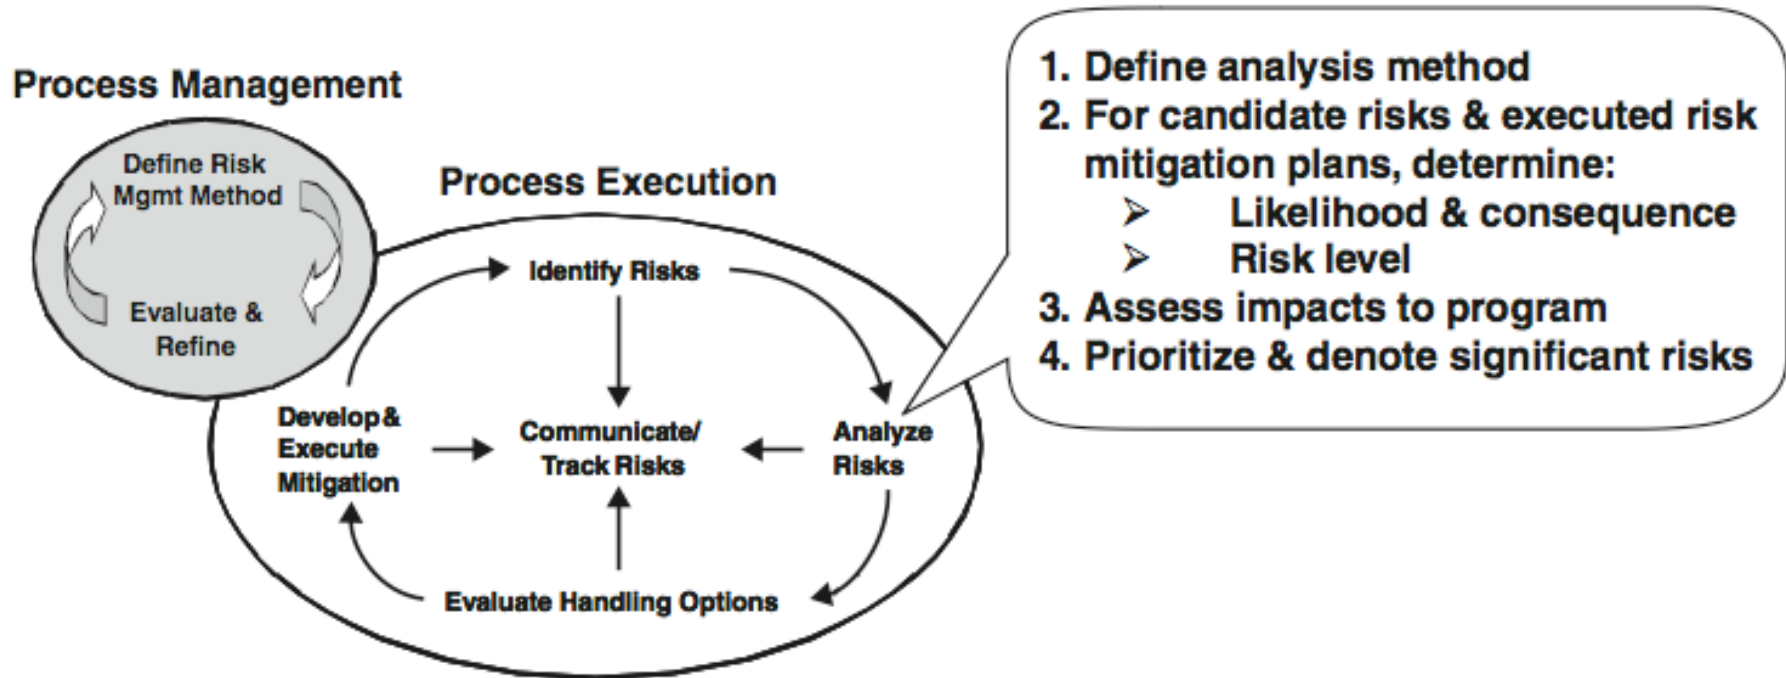 Process Management
Define Risk
Mgmt Method
Evaluate &
Refine
Process Execution
Identify Risks
Develop &
Execute
Mitigation
Communicate/
Track Risks
Analyze
Risks
Evaluate Handling Options
1. Define analysis method
2. For candidate risks & executed risk
mitigation plans, determine:
➢ Likelihood & consequence
➢ Risk level
3. Assess impacts to program
4. Prioritize & denote significant risks